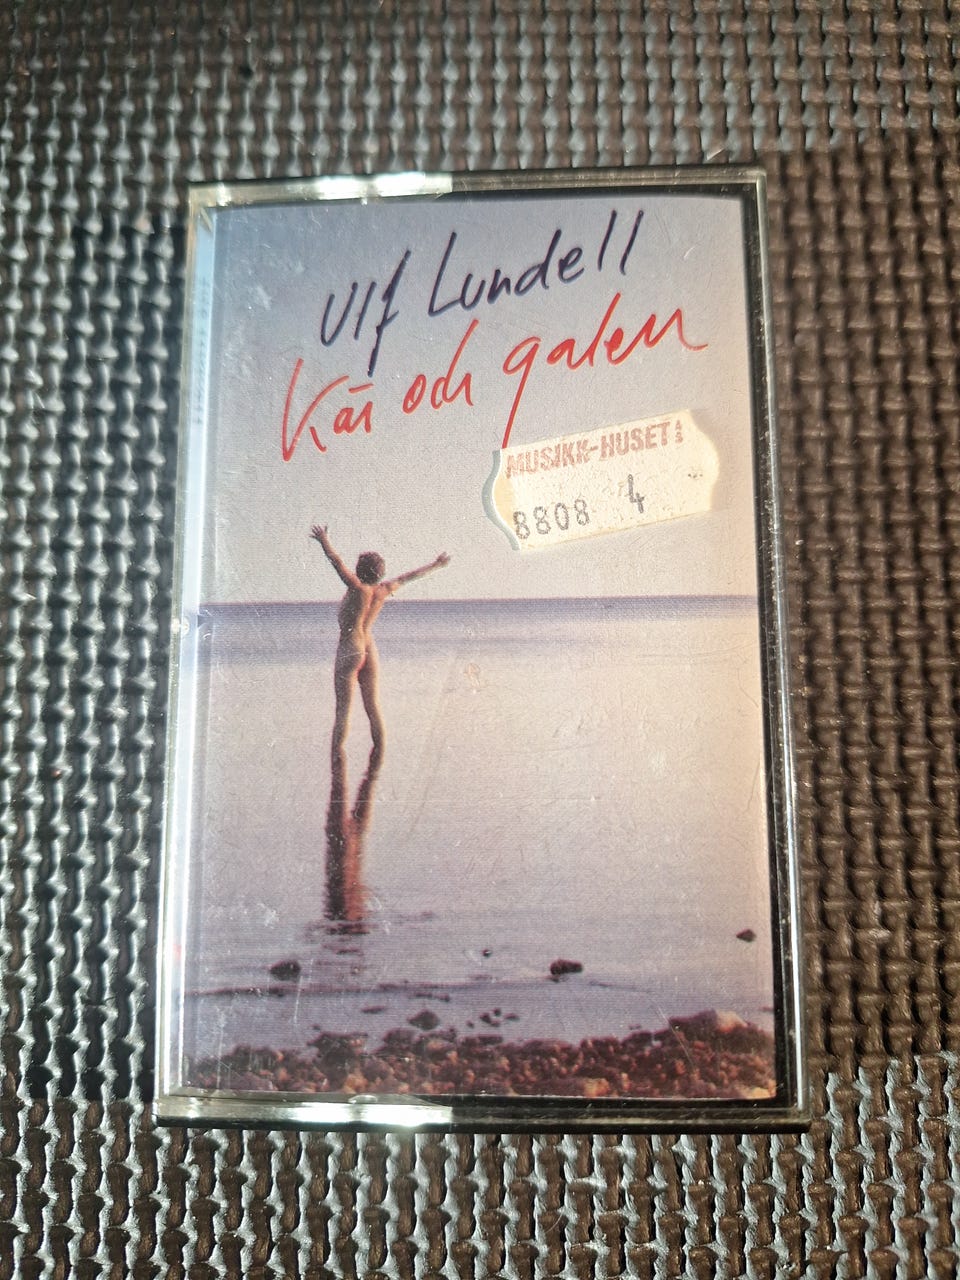 Ulf Lundell
Kär och galen
MUSIKK-HUSET A/S
8808 4